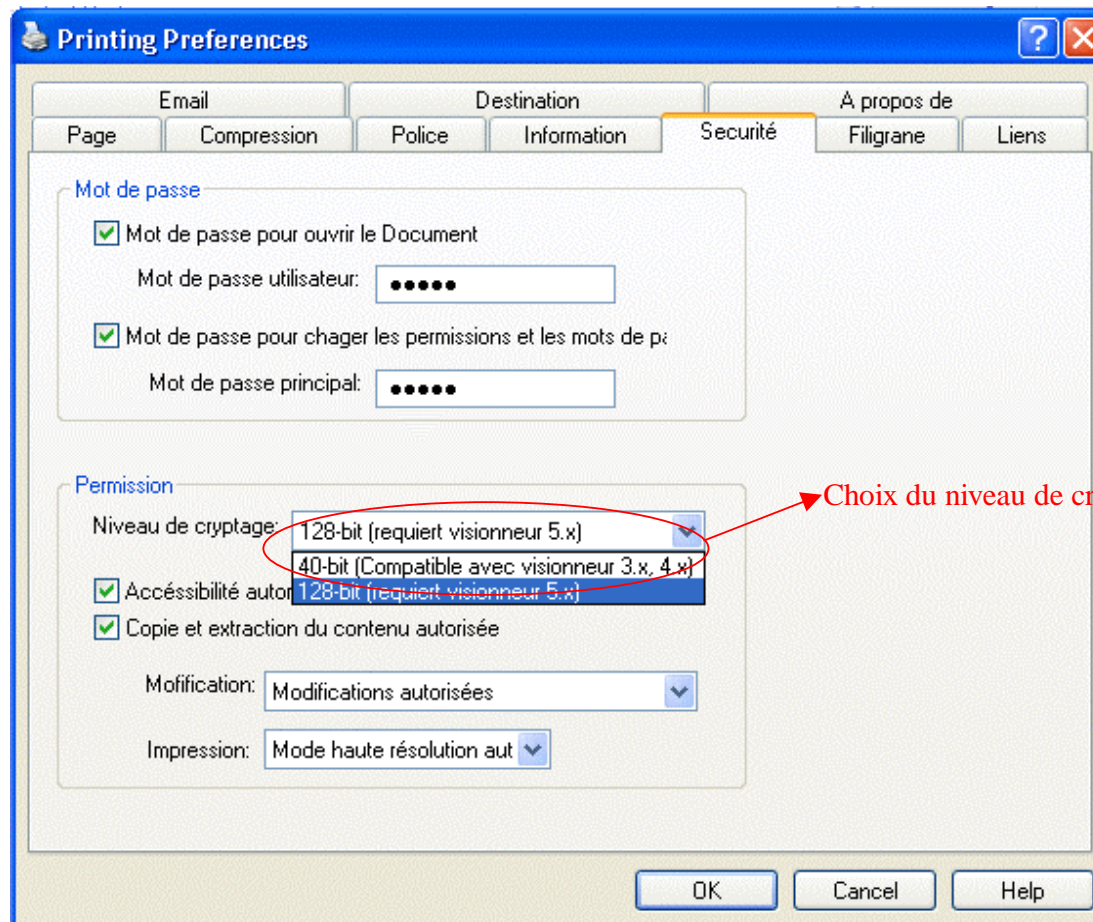 Printing Preferences
Email Destination A propos de
Page Compression Police Information Securité Filigrane Liens
Mot de passe
Mot de passe pour ouvrir le Document
Mot de passe utilisateur: •••••
Mot de passe pour chager les permissions et les mots de
Mot de passe principal: •••••
Permission
Choix du niveau de
Niveau de cryptage: 128-bit (requiert visionneur 5.x)
40-bit (Compatible avec visionneur 3.x, 4.x)
Accéssibilité 128-bit (requiert visionneur 5.x)
Copie et extraction du contenu autorisée
Mofification: Modifications autorisées
Impression: Mode haute résolution aut
OK Cancel Help